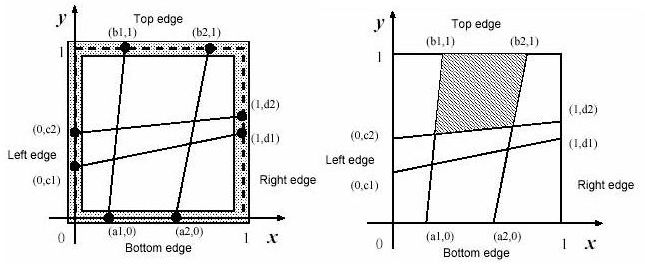 y
Top edge
(b1,1)
(b2,1)
1
(0,c2)
(1,d2)
(1,d1)
Left edge
(0,c1)
Right edge
(a1,0)
(a2,0)
0
Bottom edge
1
x
y
Top edge
(b1,1)
(b2,1)
1
(1,d2)
(0,c2)
(1,d1)
Left edge
(0,c1)
Right edge
(a1,0)
(a2,0)
0
Bottom edge
1
x